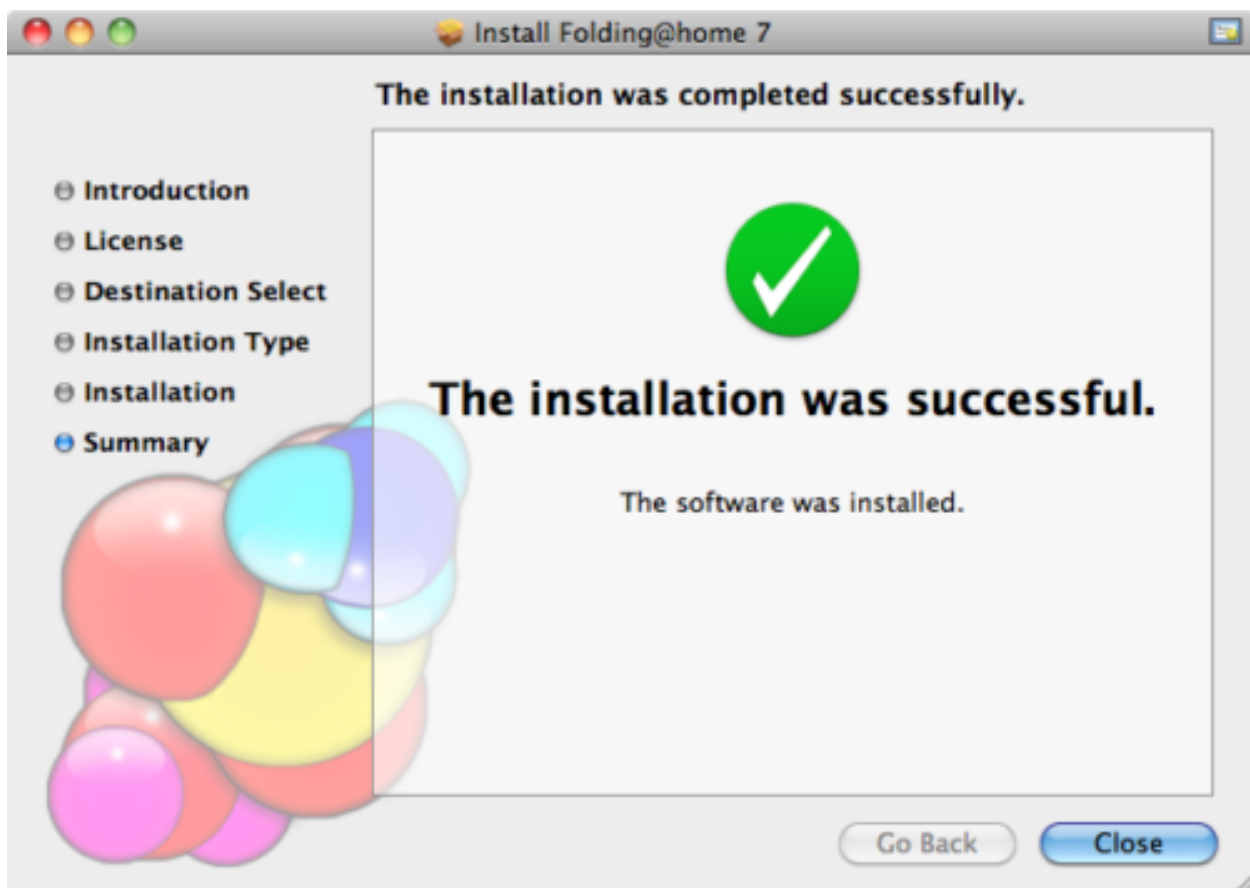 Install Folding@home 7
The installation was completed successfully.
Introduction
License
Destination Select
Installation Type
Installation
Summary
The installation was successful.
The software was installed.
Go Back
Close